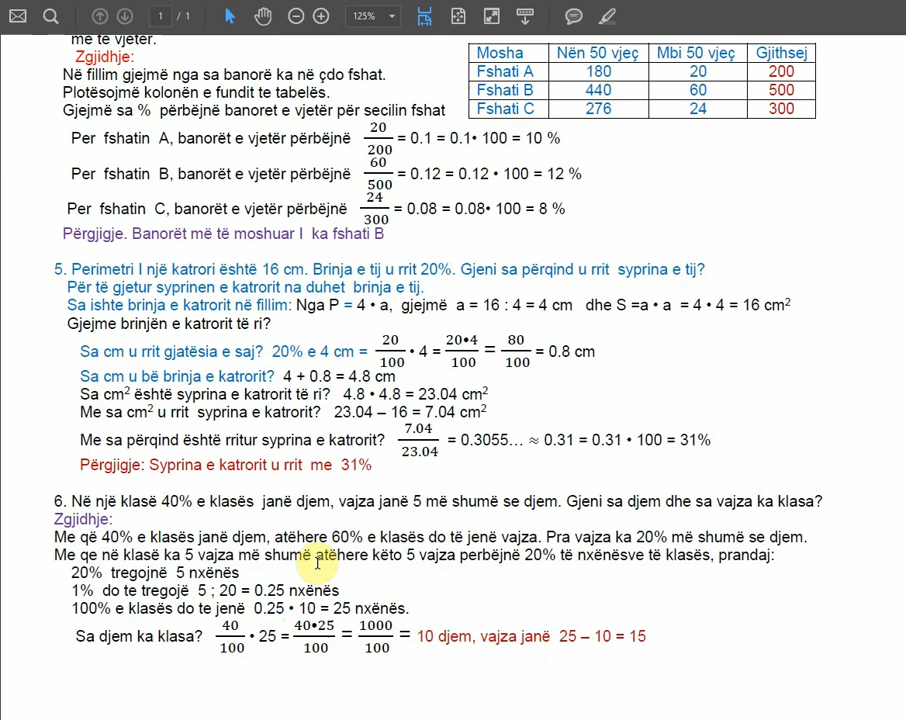 1 / 1
125%
më të vjetër.
Zgjidhje:
Në fillim gjejmë nga sa banorë ka në çdo fshat.
Plotësojmë kolonën e fundit te tabelës.
Gjejmë sa % përbëjnë banoret e vjetër për secilin fshat
Mosha Nën 50 vjeç Mbi 50 vjeç Gjithsej
Fshati A 180 20 200
Fshati B 440 60 500
Fshati C 276 24 300
Per fshatin A, banorët e vjetër përbëjnë 20/200 = 0.1 = 0.1• 100 = 10 %
Per fshatin B, banorët e vjetër përbëjnë 60/500 = 0.12 = 0.12 • 100 = 12 %
Per fshatin C, banorët e vjetër përbëjnë 24/300 = 0.08 = 0.08• 100 = 8 %
Përgjigje. Banorët më të moshuar I ka fshati B
5. Perimetri I një katrori është 16 cm. Brinja e tij u rrit 20%. Gjeni sa përqind u rrit syprina e tij?
Për të gjetur syprinen e katrorit na duhet brinja e tij.
Sa ishte brinja e katrorit në fillim: Nga P = 4 • a, gjejmë a = 16 : 4 = 4 cm dhe S =a • a = 4 • 4 = 16 cm²
Gjejme brinjën e katrorit të ri?
Sa cm u rrit gjatësia e saj? 20% e 4 cm = 20/100 • 4 = 20•4/100 = 80/100 = 0.8 cm
Sa cm u bë brinja e katrorit? 4 + 0.8 = 4.8 cm
Sa cm² është syprina e katrorit të ri? 4.8 • 4.8 = 23.04 cm²
Me sa cm² u rrit syprina e katrorit? 23.04 – 16 = 7.04 cm²
Me sa përqind është rritur syprina e katrorit? 7.04/23.04 = 0.3055… ≈ 0.31 = 0.31 • 100 = 31%
Përgjigje: Syprina e katrorit u rrit me 31%
6. Në një klasë 40% e klasës janë djem, vajza janë 5 më shumë se djem. Gjeni sa djem dhe sa vajza ka klasa?
Zgjidhje:
Me që 40% e klasës janë djem, atëhere 60% e klasës do të jenë vajza. Pra vajza ka 20% më shumë se djem.
Me qe në klasë ka 5 vajza më shumë atëhere këto 5 vajza perbëjnë 20% të nxënësve të klasës, prandaj:
20% tregojnë 5 nxënës
1% do te tregojë 5 ; 20 = 0.25 nxënës
100% e klasës do te jenë 0.25 • 10 = 25 nxënës.
Sa djem ka klasa? 40/100 • 25 = 40•25/100 = 1000/100 = 10 djem, vajza janë 25 – 10 = 15